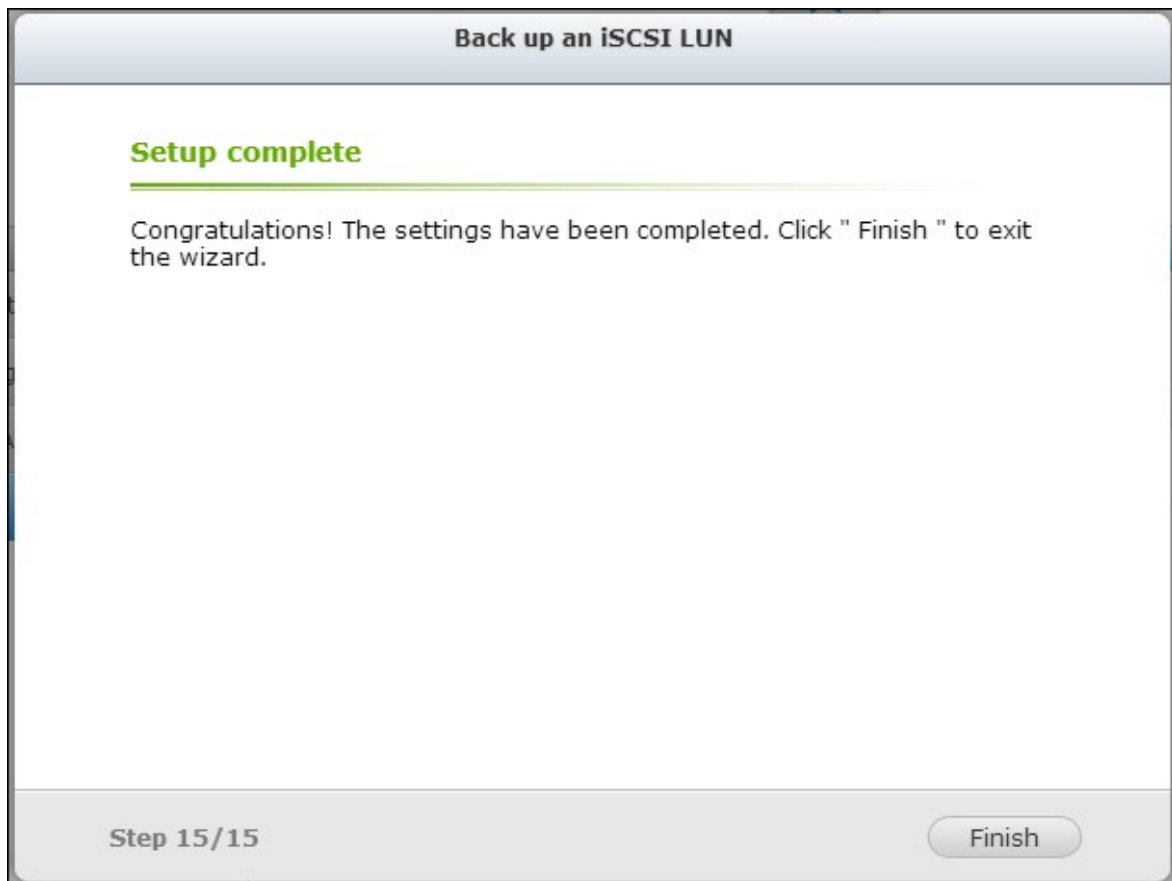 Back up an iSCSI LUN
Setup complete
Congratulations! The settings have been completed. Click " Finish " to exit
the wizard.
Step 15/15
Finish